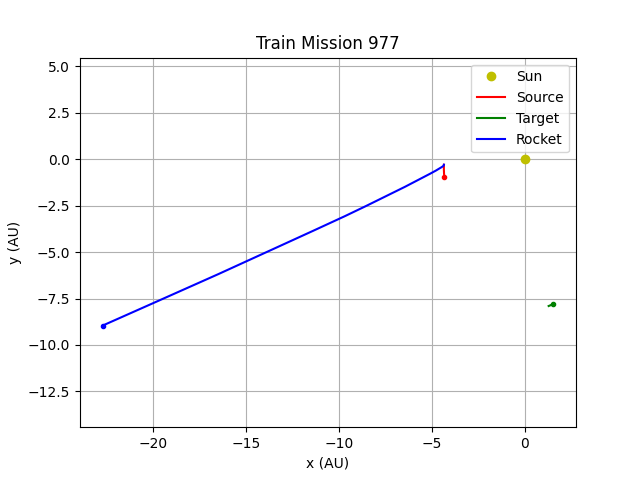 Train Mission 977
Sun
Source
Target
Rocket
5.0
2.5
0.0
−2.5
−5.0
−7.5
−10.0
−12.5
y (AU)
−20
−15
−10
−5
0
x (AU)